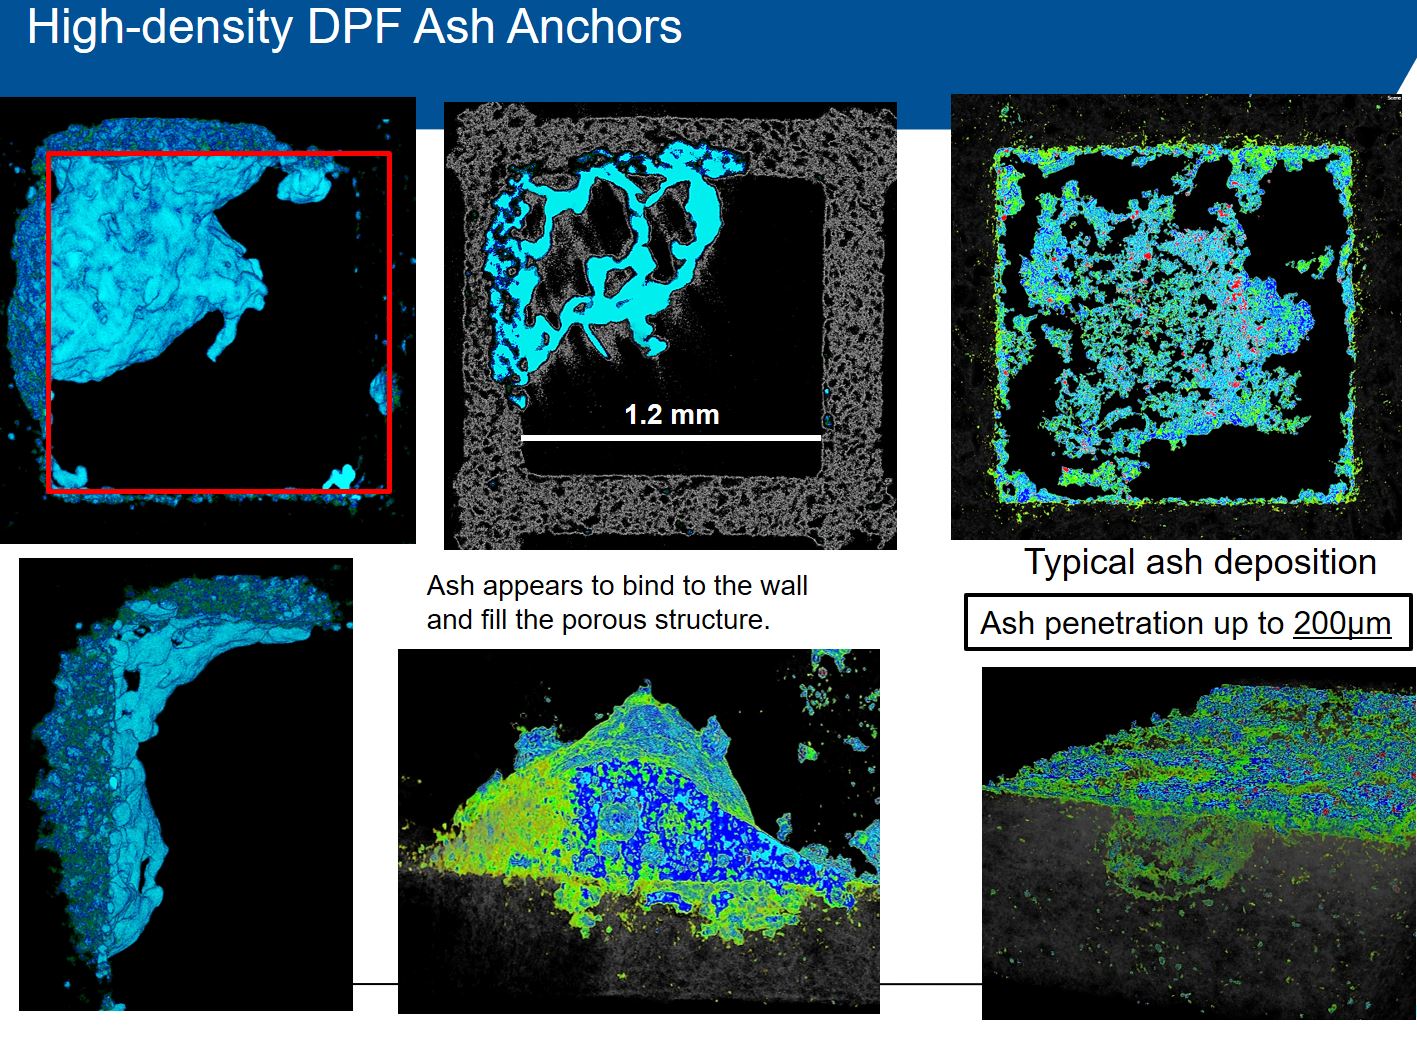 High-density DPF Ash Anchors
1.2 mm
Ash appears to bind to the wall
and fill the porous structure.
Typical ash deposition
Ash penetration up to 200µm